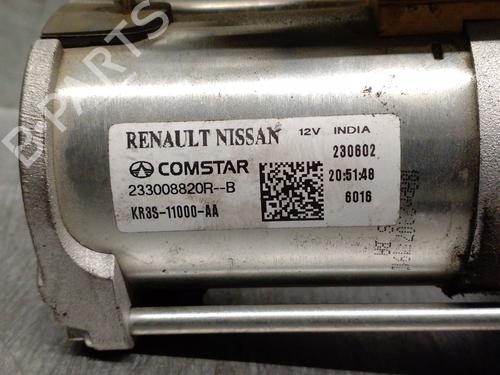 B-PARTS
RENAULT NISSAN 12V INDIA
COMSTAR 230602
233008820R--B 20:51:48
KR3S-11000-AA 6016